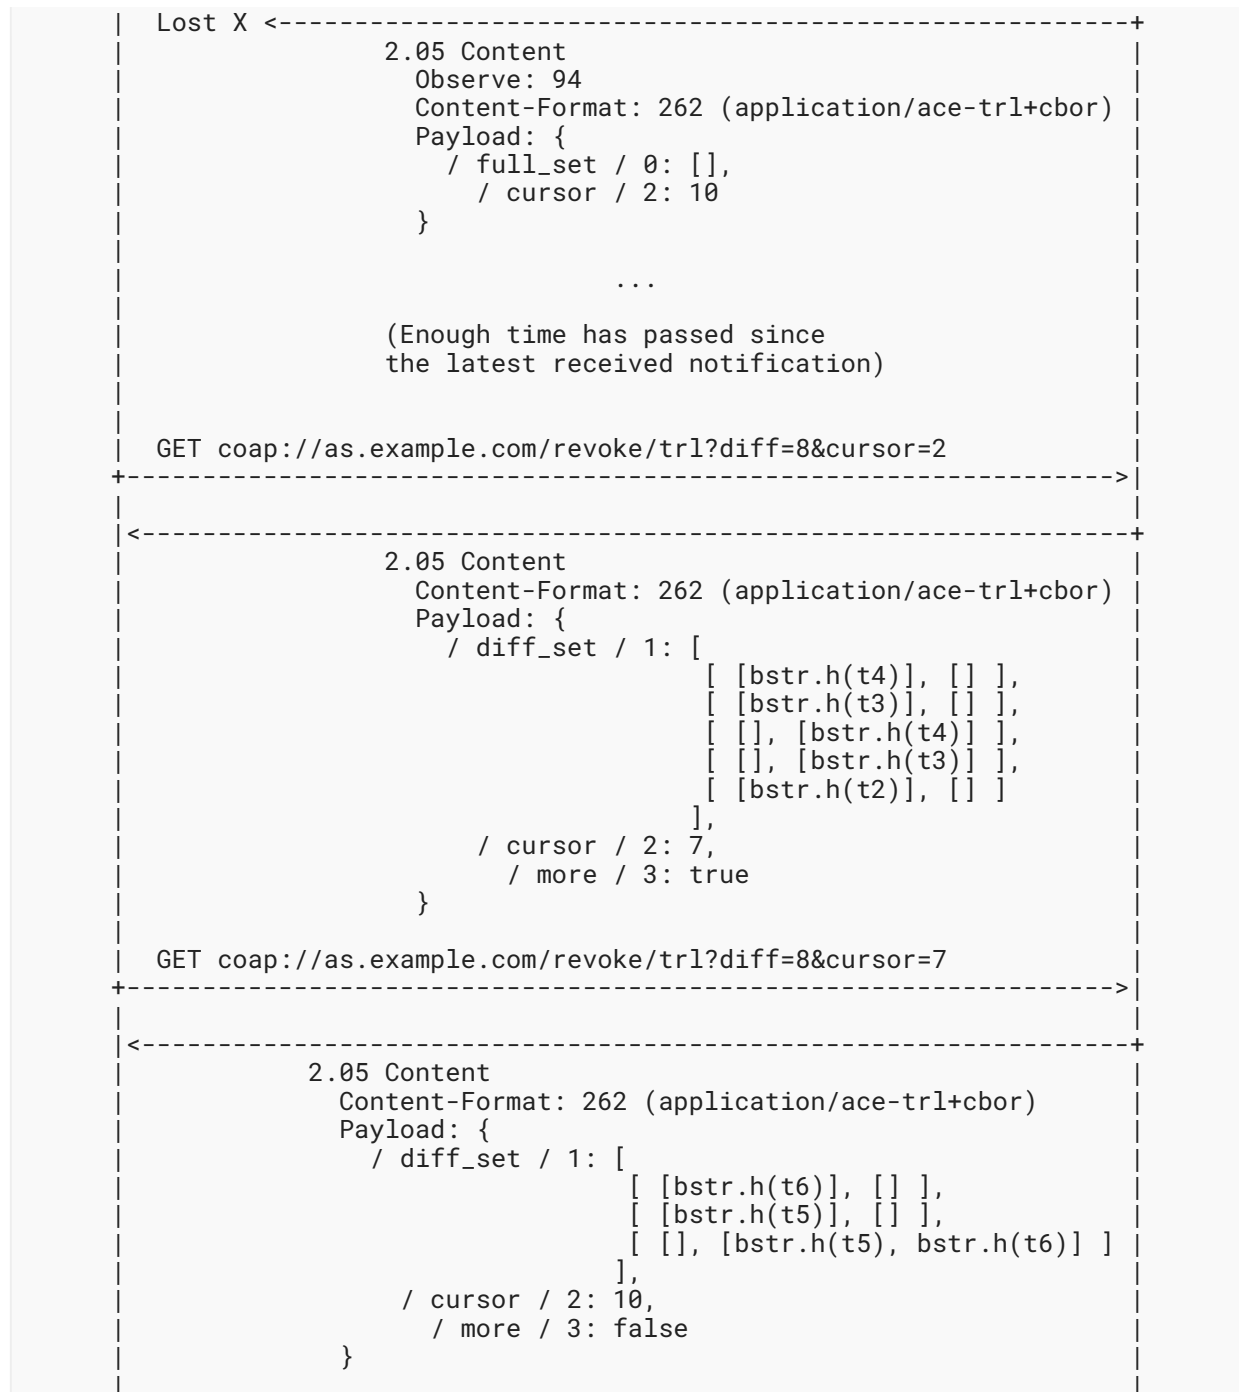 |  Lost X <--------------------------------------------------------+
|                 2.05 Content                                      |
|                   Observe: 94                                     |
|                   Content-Format: 262 (application/ace-trl+cbor)  |
|                   Payload: {                                      |
|                     / full_set / 0: [],                           |
|                       / cursor / 2: 10                            |
|                   }                                               |
|                                                                   |
|                                ...                                |
|                                                                   |
|                 (Enough time has passed since                     |
|                 the latest received notification)                 |
|                                                                   |
|                                                                   |
|  GET coap://as.example.com/revoke/trl?diff=8&cursor=2             |
+------------------------------------------------------------------>|
|                                                                   |
|<------------------------------------------------------------------+
|                 2.05 Content                                      |
|                   Content-Format: 262 (application/ace-trl+cbor)  |
|                   Payload: {                                      |
|                     / diff_set / 1: [                             |
|                                      [ [bstr.h(t4)], [] ],        |
|                                      [ [bstr.h(t3)], [] ],        |
|                                      [ [], [bstr.h(t4)] ],        |
|                                      [ [], [bstr.h(t3)] ],        |
|                                      [ [bstr.h(t2)], [] ]         |
|                                     ],                            |
|                       / cursor / 2: 7,                            |
|                         / more / 3: true                          |
|                   }                                               |
|                                                                   |
|  GET coap://as.example.com/revoke/trl?diff=8&cursor=7             |
+------------------------------------------------------------------>|
|                                                                   |
|<------------------------------------------------------------------+
|            2.05 Content                                           |
|              Content-Format: 262 (application/ace-trl+cbor)       |
|              Payload: {                                           |
|                / diff_set / 1: [                                  |
|                                 [ [bstr.h(t6)], [] ],             |
|                                 [ [bstr.h(t5)], [] ],             |
|                                 [ [], [bstr.h(t5), bstr.h(t6)] ]  |
|                                ],                                 |
|                  / cursor / 2: 10,                                |
|                    / more / 3: false                              |
|              }                                                    |
|                                                                   |